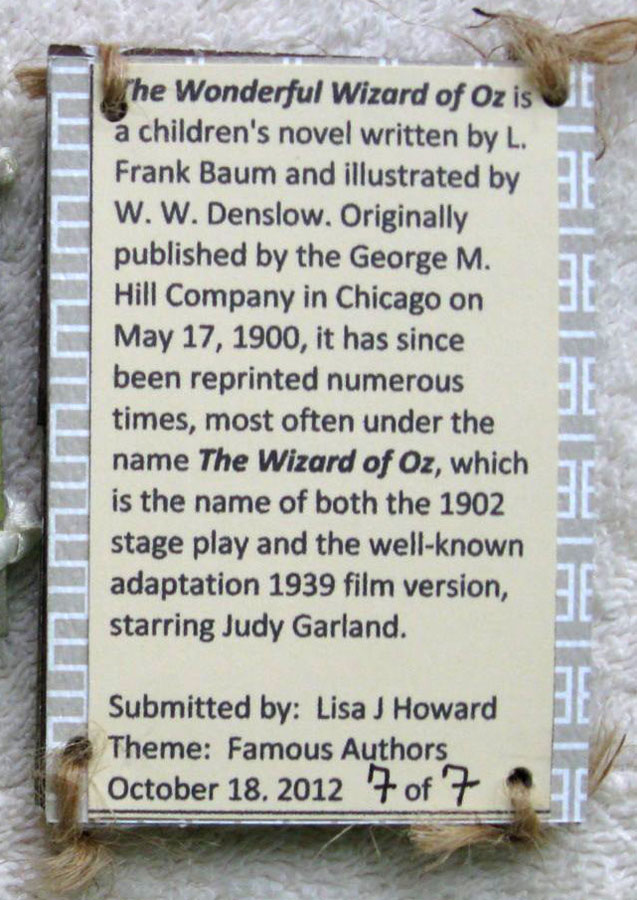 The Wonderful Wizard of Oz is
a children's novel written by L.
Frank Baum and illustrated by
W. W. Denslow. Originally
published by the George M.
Hill Company in Chicago on
May 17, 1900, it has since
been reprinted numerous
times, most often under the
name The Wizard of Oz, which
is the name of both the 1902
stage play and the well-known
adaptation 1939 film version,
starring Judy Garland.
Submitted by: Lisa J Howard
Theme: Famous Authors
October 18. 2012 7 of 7